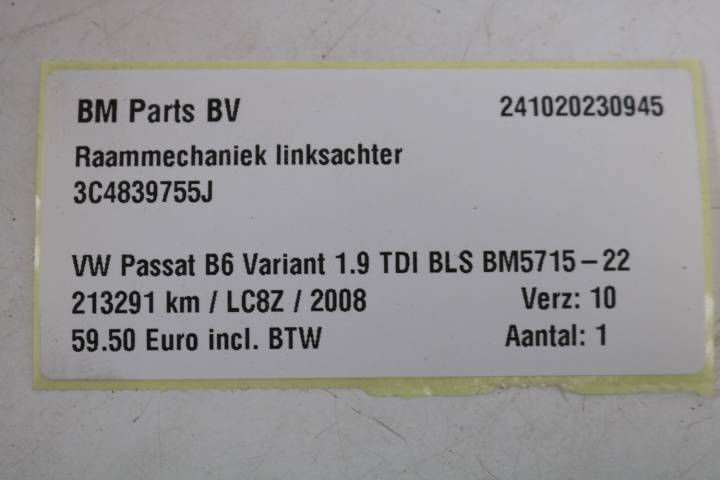 BM Parts BV 241020230945
Raammechaniek linksachter
3C4839755J
VW Passat B6 Variant 1.9 TDI BLS BM5715-22
213291 km / LC8Z / 2008 Verz: 10
59.50 Euro incl. BTW Aantal: 1